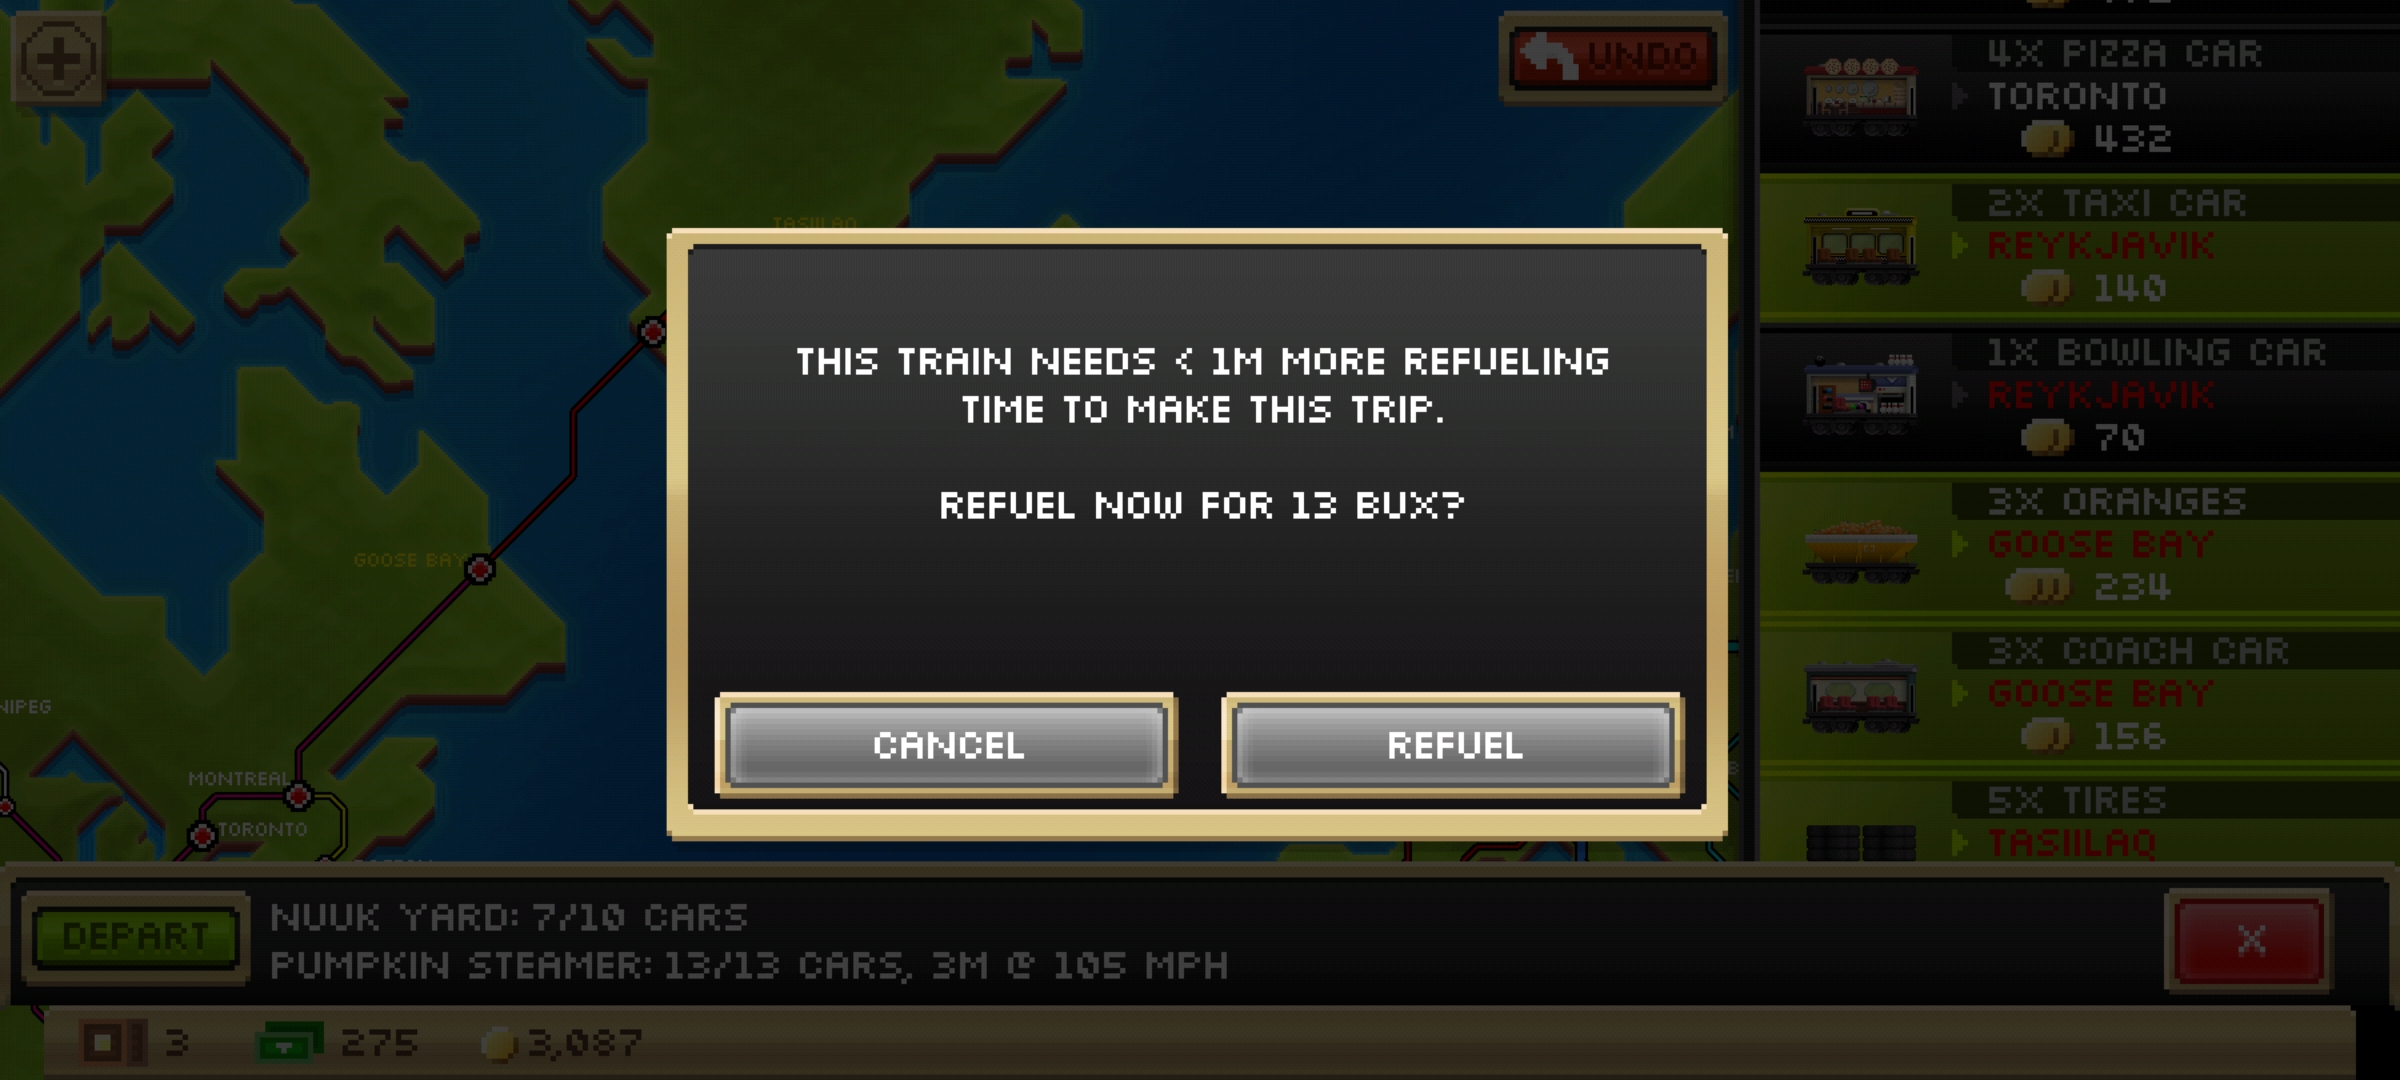 UNDO
4X PIZZA CAR
TORONTO
432
2X TAXI CAR
REYKJAVIK
140
1X BOWLING CAR
REYKJAVIK
70
3X ORANGES
GOOSE BAY
234
3X COACH CAR
GOOSE BAY
156
5X TIRES
TASIILAQ
TASIILAQ
THIS TRAIN NEEDS < 1M MORE REFUELING
TIME TO MAKE THIS TRIP.
REFUEL NOW FOR 13 BUX?
CANCEL
REFUEL
GOOSE BAY
NIPEG
MONTREAL
TORONTO
DEPART
NUUK YARD: 7/10 CARS
PUMPKIN STEAMER: 13/13 CARS, 3M @ 105 MPH
X
3
275
3,087